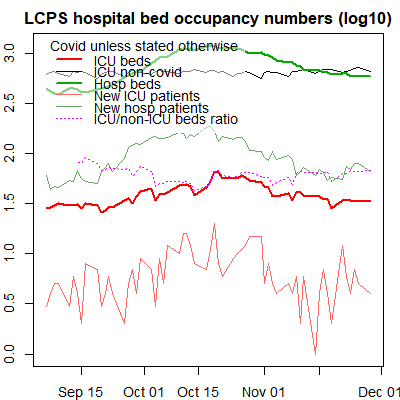 LCPS hospital bed occupancy numbers (log10)
Covid unless stated otherwise
ICU beds
ICU non-covid
Hosp beds
New ICU patients
New hosp patients
ICU/non-ICU beds ratio
3.0
2.5
2.0
1.5
1.0
0.5
0.0
Sep 15 Oct 01 Oct 15 Nov 01 Dec 01